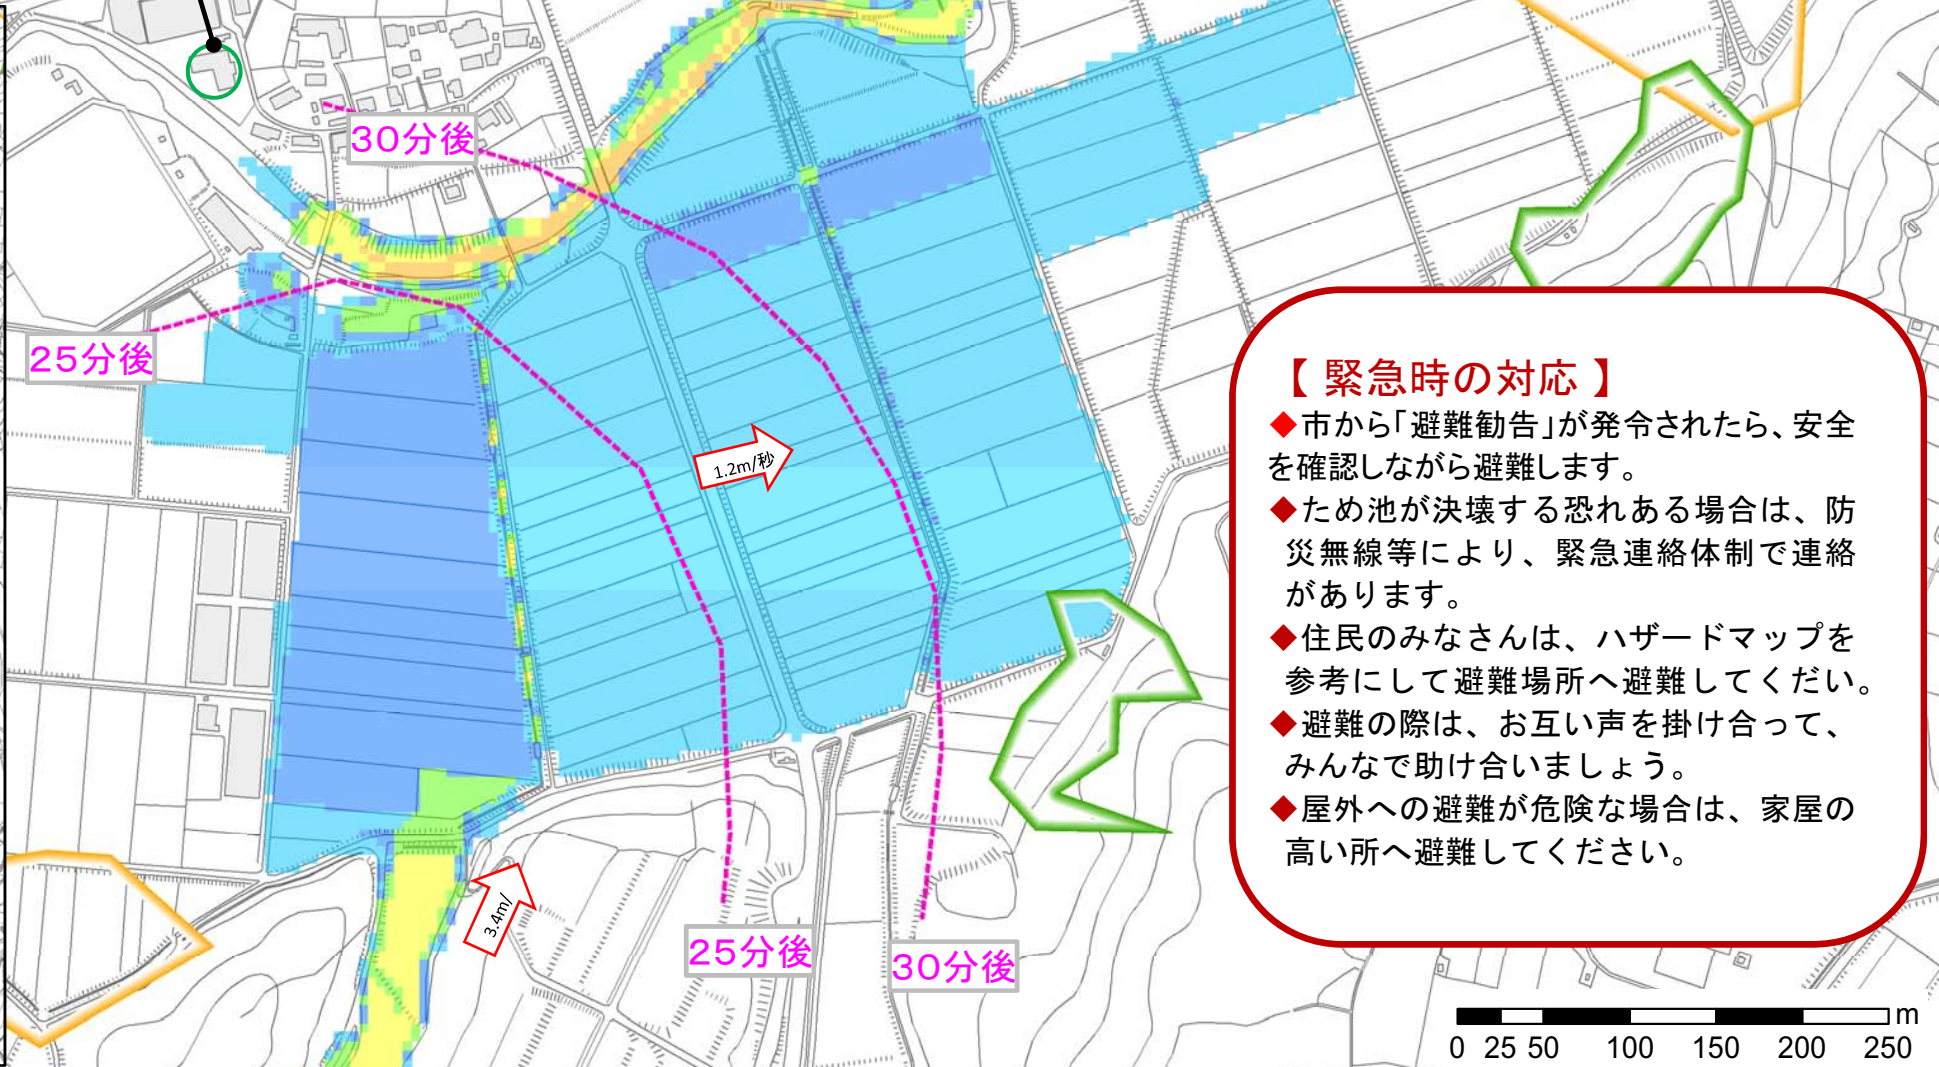 30分後
25分後
1.2m/秒
3.4m/
25分後
30分後
【 緊急時の対応 】
◆市から「避難勧告」が発令されたら、安全
を確認しながら避難します。
◆ため池が決壊する恐れある場合は、防
災無線等により、緊急連絡体制で連絡
があります。
◆住民のみなさんは、ハザードマップを
参考にして避難場所へ避難してくだい。
◆避難の際は、お互い声を掛け合って、
みんなで助け合いましょう。
◆屋外への避難が危険な場合は、家屋の
高い所へ避難してください。
m
0 25 50 100 150 200 250